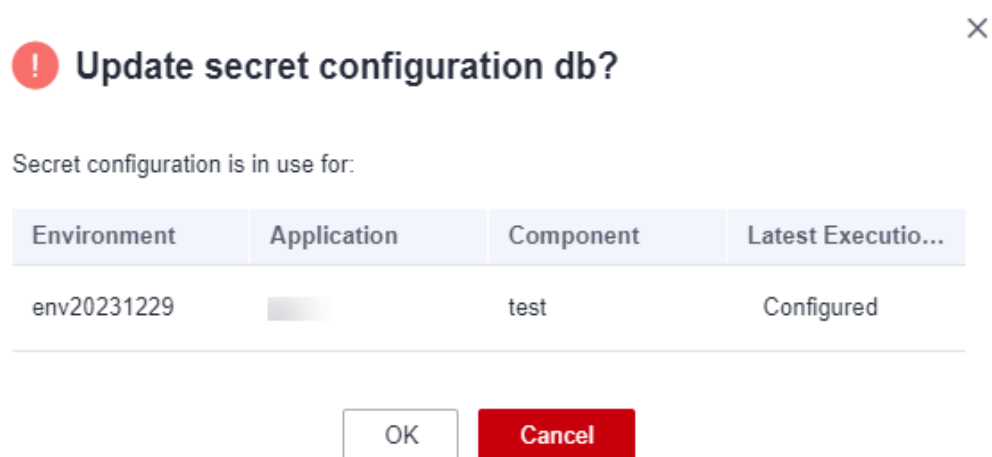 Update secret configuration db?
Secret configuration is in use for:
Environment Application Component Latest Executio...
env20231229 test Configured
OK Cancel